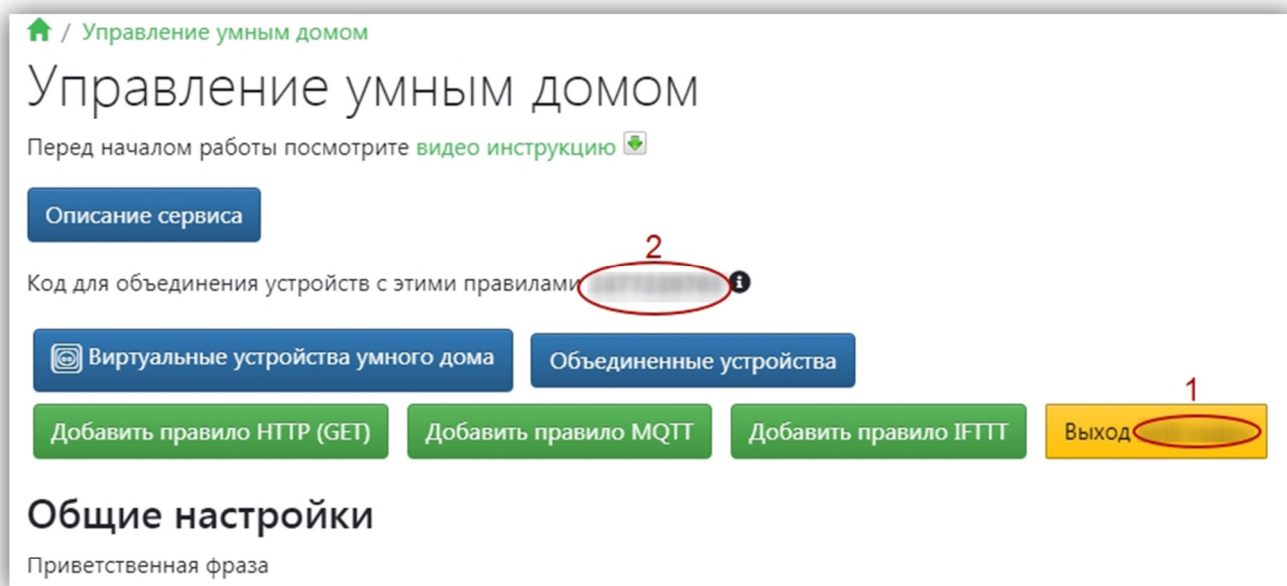 / Управление умным домом
Управление умным домом
Перед началом работы посмотрите видео инструкцию
Описание сервиса
2
Код для объединения устройств с этими правилами
Виртуальные устройства умного дома Объединенные устройства
1
Добавить правило HTTP (GET) Добавить правило MQTT Добавить правило IFTTT Выход
Общие настройки
Приветственная фраза